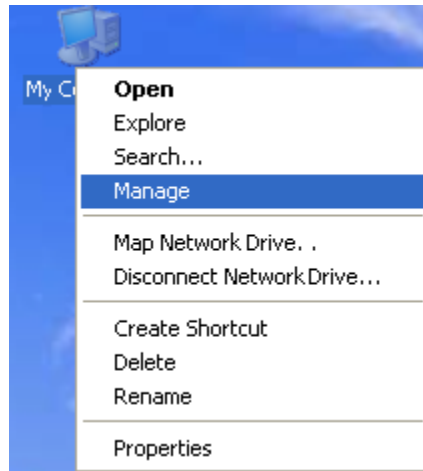 My C
Open
Explore
Search...
Manage
Map Network Drive. .
Disconnect Network Drive...
Create Shortcut
Delete
Rename
Properties